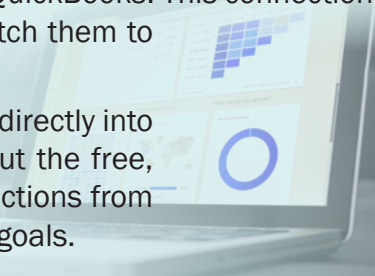 QuickBooks. This connection
tch them to
directly into
ut the free,
ctions from
goals.